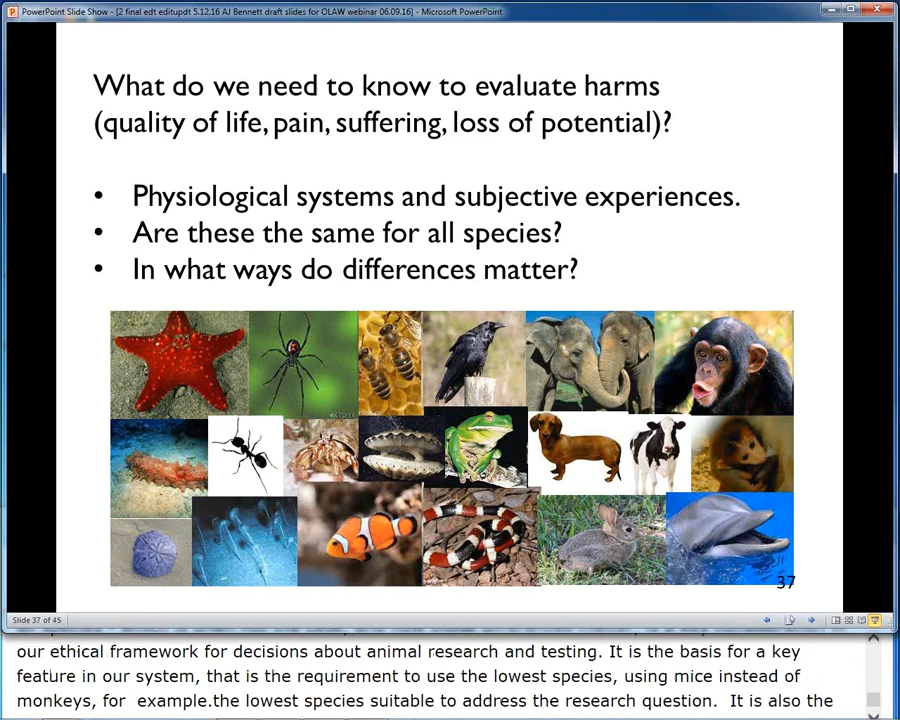 PowerPoint Slide Show - [2 final edt editupdt 5.12.16 AJ Bennett draft slides for OLAW webinar 06.09.16] - Microsoft PowerPoint
What do we need to know to evaluate harms
(quality of life, pain, suffering, loss of potential)?
• Physiological systems and subjective experiences.
• Are these the same for all species?
• In what ways do differences matter?
37
Slide 37 of 45
our ethical framework for decisions about animal research and testing. It is the basis for a key
feature in our system, that is the requirement to use the lowest species, using mice instead of
monkeys, for  example.the lowest species suitable to address the research question.  It is also the